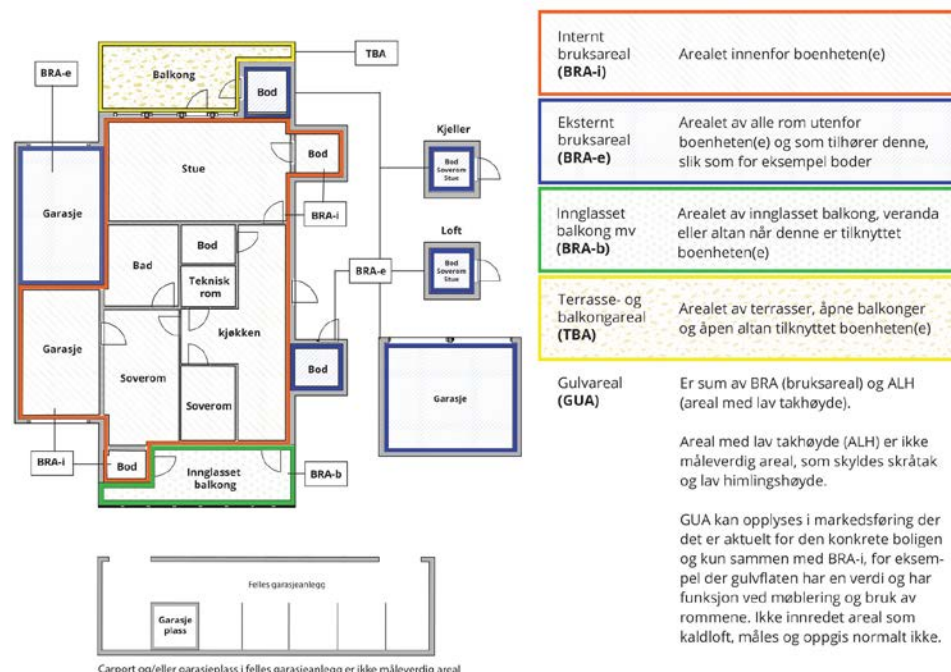 TBA
BRA-e
Balkong
Bod
Kjeller
Bod
Soverom
Stue
Stue
Bod
BRA-i
Garasje
Bod
Loft
Bad
Teknisk
rom
BRA-e
Bod
Soverom
Stue
kjøkken
Garasje
Soverom
Bod
Soverom
Garasje
BRA-i
Bod
Innglasset
balkong
BRA-b
Felles garasjeanlegg
Garasje
plass
Carport og/eller garasjeplass i felles garasjeanlegg er ikke måleverdig areal
Internt
bruksareal
(BRA-i)
Arealet innenfor boenheten(e)
Eksternt
bruksareal
(BRA-e)
Arealet av alle rom utenfor
boenheten(e) og som tilhører denne,
slik som for eksempel boder
Innglasset
balkong mv
(BRA-b)
Arealet av innglasset balkong, veranda
eller altan når denne er tilknyttet
boenheten(e)
Terrasse- og
balkongareal
(TBA)
Arealet av terrasser, åpne balkonger
og åpen altan tilknyttet boenheten(e)
Gulvareal
(GUA)
Er sum av BRA (bruksareal) og ALH
(areal med lav takhøyde).
Areal med lav takhøyde (ALH) er ikke
måleverdig areal, som skyldes skråtak
og lav himlingshøyde.
GUA kan opplyses i markedsføring der
det er aktuelt for den konkrete boligen
og kun sammen med BRA-i, for eksem-
pel der gulvflaten har en verdi og har
funksjon ved møblering og bruk av
rommene. Ikke innredet areal som
kaldloft, måles og oppgis normalt ikke.